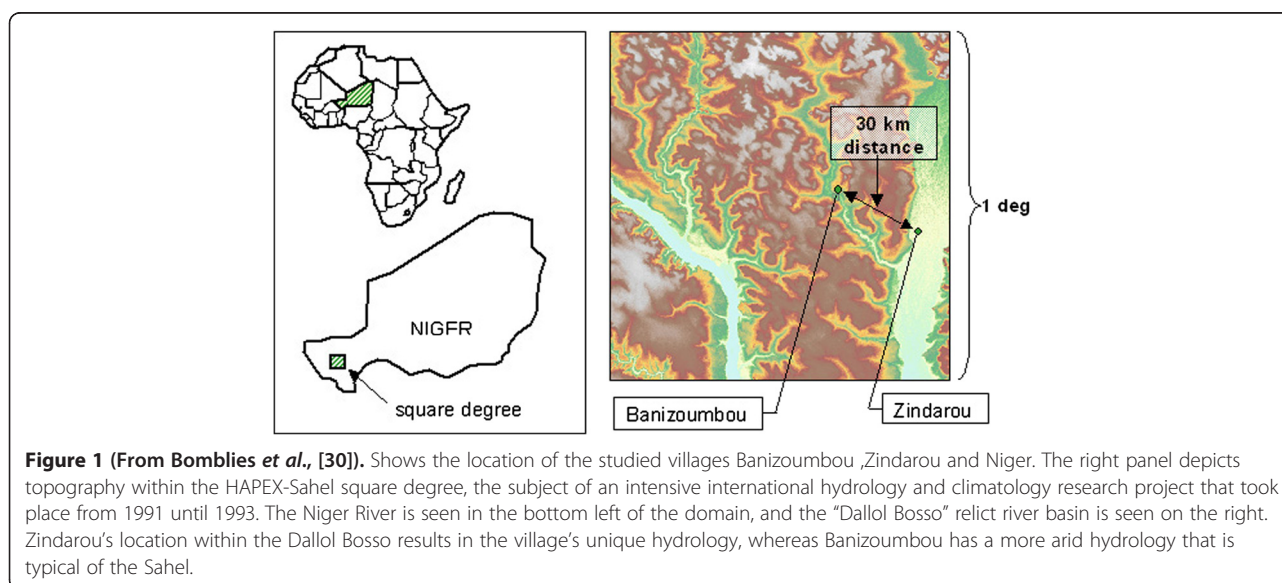 NIGFR
square degree
30 km
distance
1 deg
Banizoumbou
Zindarou
Figure 1 (From Bomblies et al., [30]). Shows the location of the studied villages Banizoumbou ,Zindarou and Niger. The right panel depicts
topography within the HAPEX-Sahel square degree, the subject of an intensive international hydrology and climatology research project that took
place from 1991 until 1993. The Niger River is seen in the bottom left of the domain, and the “Dallol Bosso” relict river basin is seen on the right.
Zindarou’s location within the Dallol Bosso results in the village’s unique hydrology, whereas Banizoumbou has a more arid hydrology that is
typical of the Sahel.